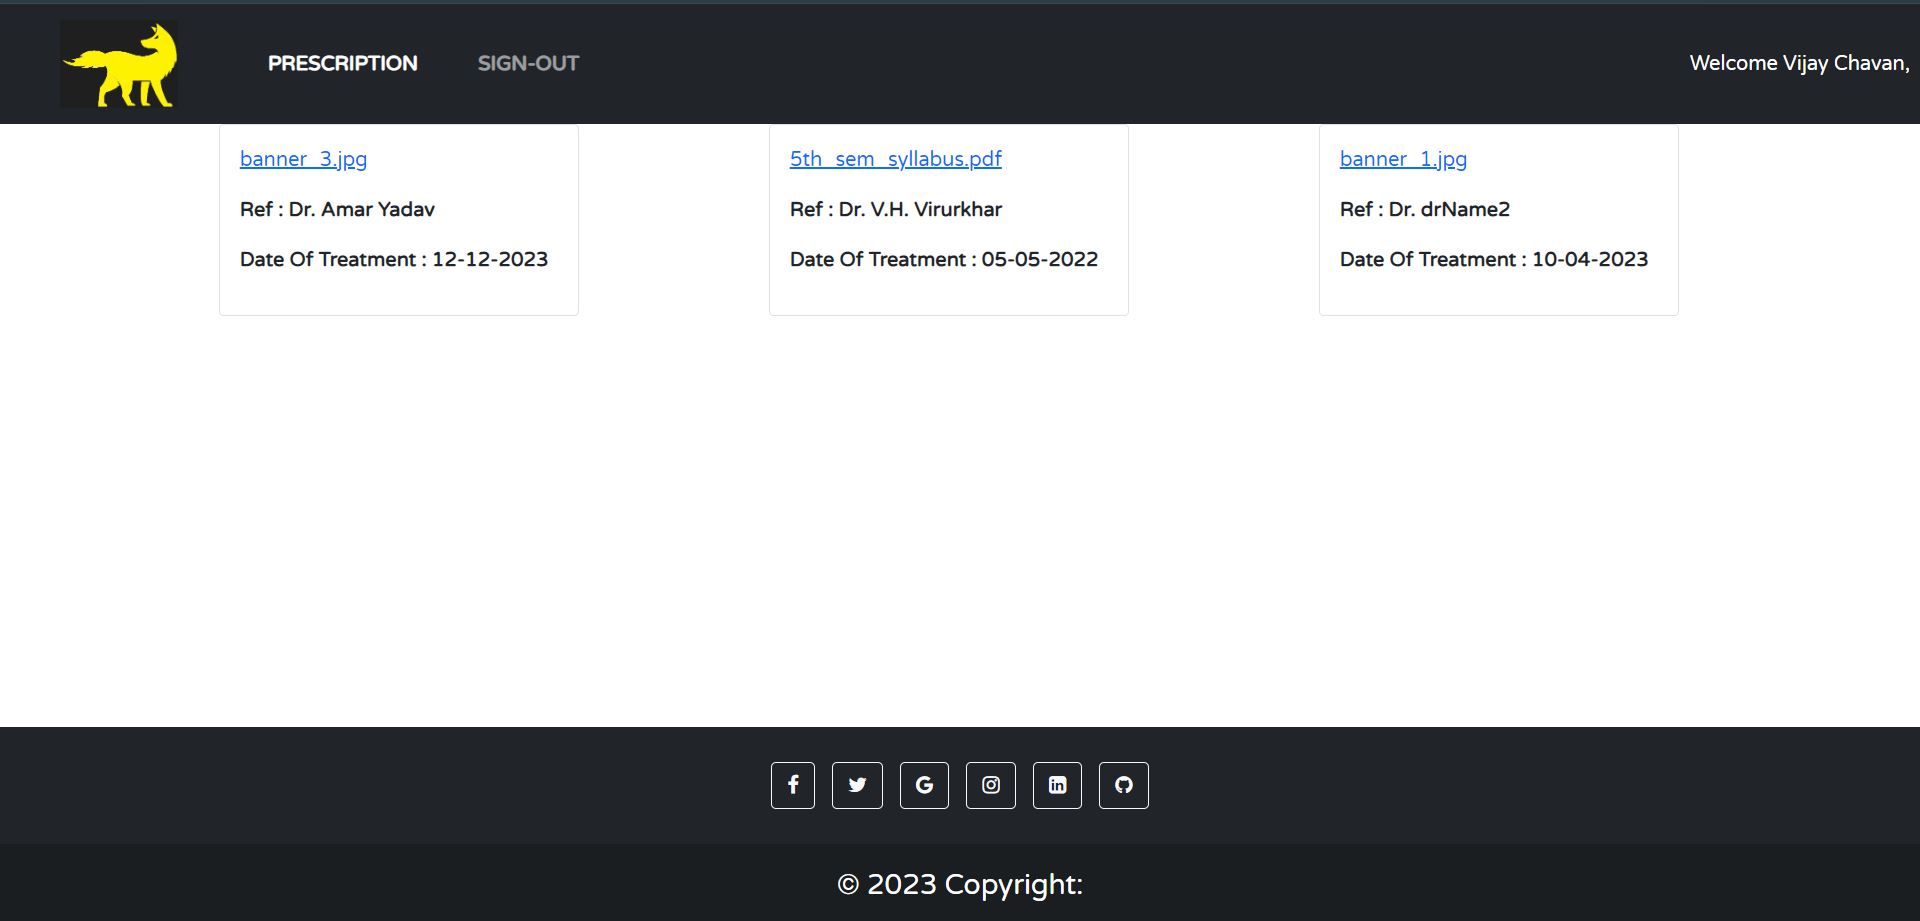 PRESCRIPTION SIGN-OUT Welcome Vijay Chavan,
banner_3.jpg
Ref : Dr. Amar Yadav
Date Of Treatment : 12-12-2023
5th_sem_syllabus.pdf
Ref : Dr. V.H. Virurkhar
Date Of Treatment : 05-05-2022
banner_1.jpg
Ref : Dr. drName2
Date Of Treatment : 10-04-2023
© 2023 Copyright: